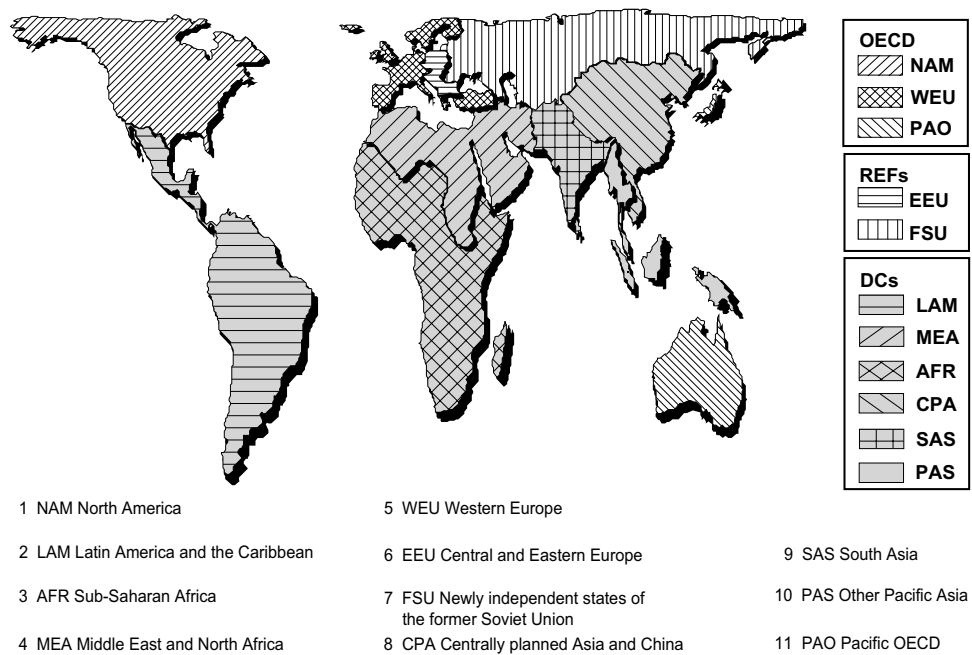 OECD
NAM
WEU
PAO
REFs
EEU
FSU
DCs
LAM
MEA
AFR
CPA
SAS
PAS
1 NAM North America
2 LAM Latin America and the Caribbean
3 AFR Sub-Saharan Africa
4 MEA Middle East and North Africa
5 WEU Western Europe
6 EEU Central and Eastern Europe
7 FSU Newly independent states of
the former Soviet Union
8 CPA Centrally planned Asia and China
9 SAS South Asia
10 PAS Other Pacific Asia
11 PAO Pacific OECD